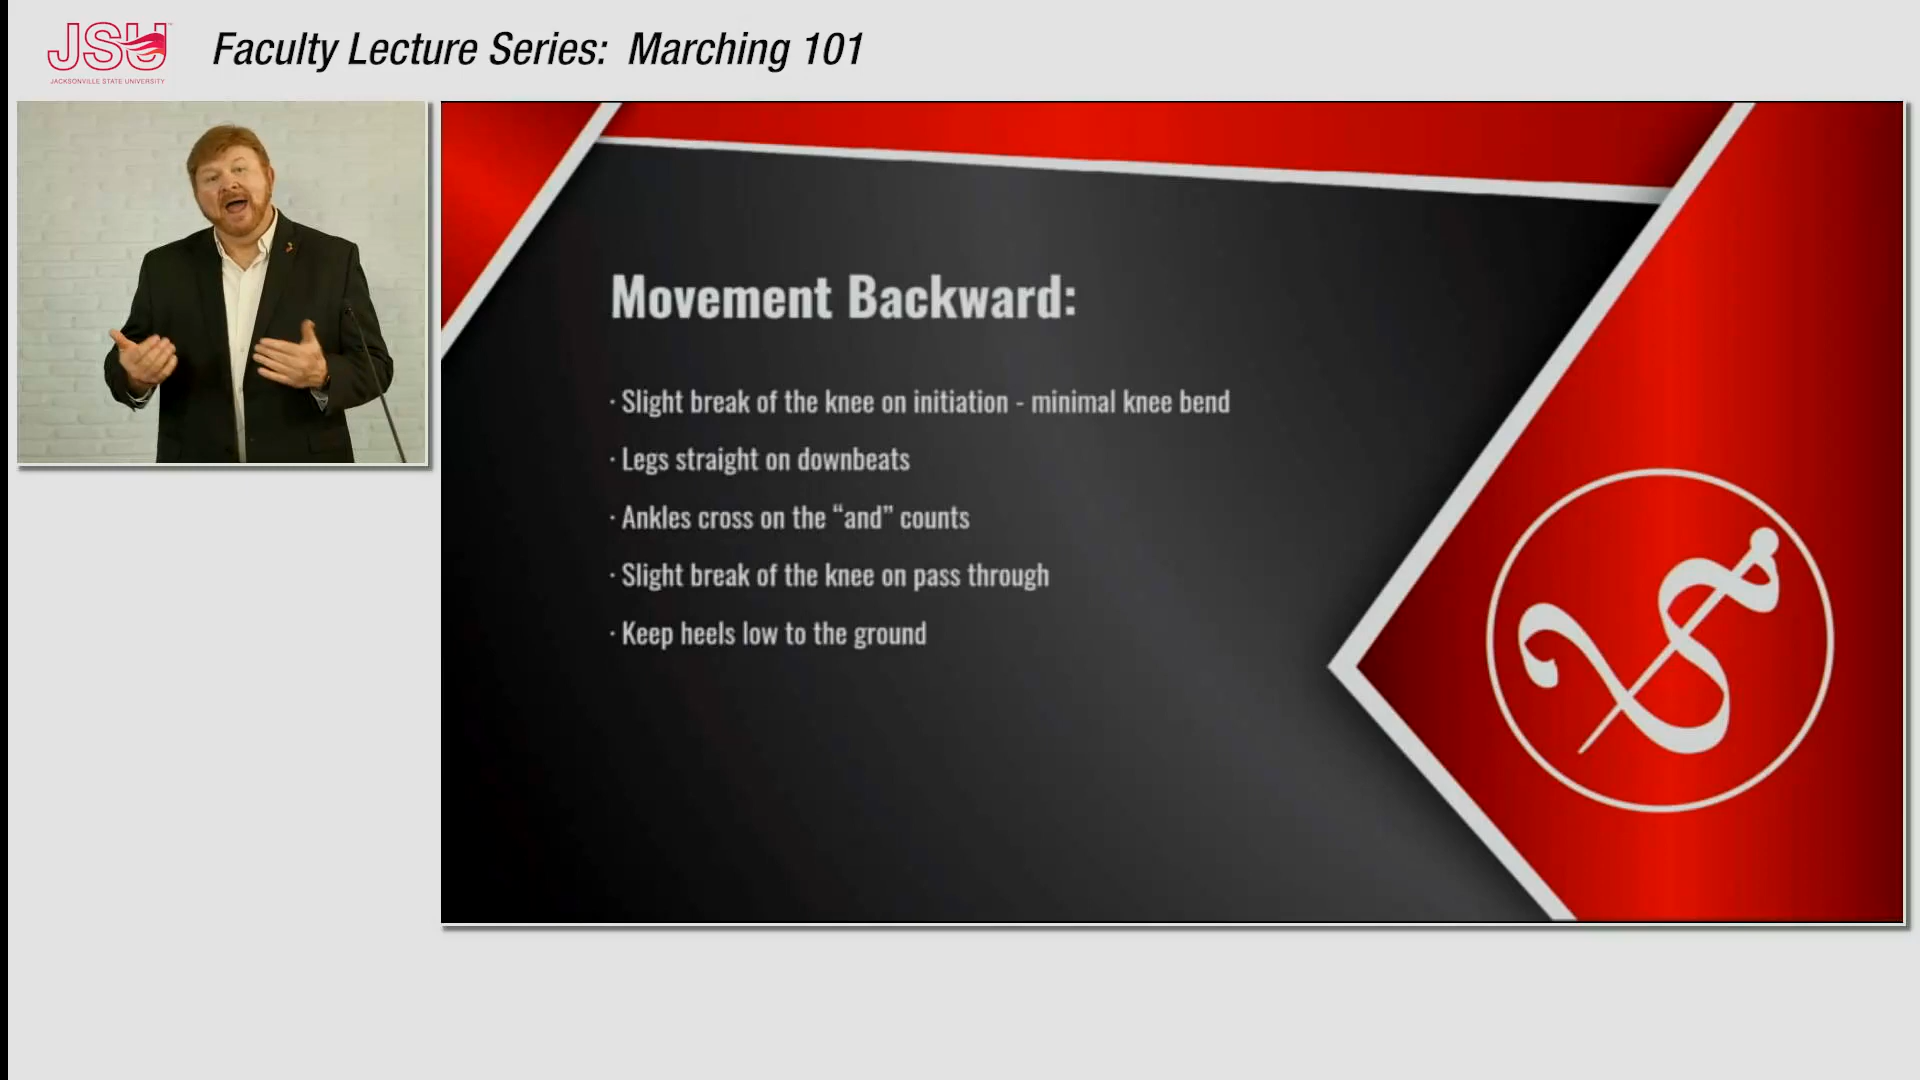 JSU
JACKSONVILLE STATE UNIVERSITY
Faculty Lecture Series:  Marching 101
Movement Backward:
· Slight break of the knee on initiation - minimal knee bend
· Legs straight on downbeats
· Ankles cross on the “and” counts
· Slight break of the knee on pass through
· Keep heels low to the ground